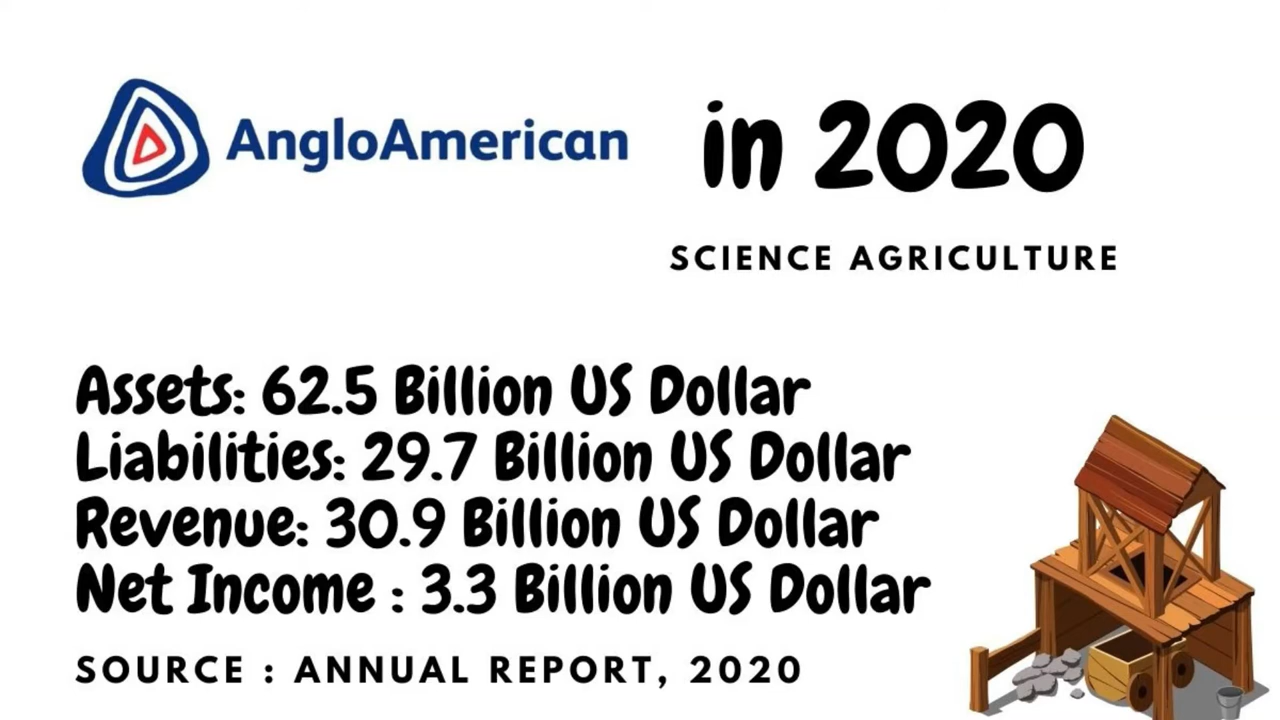 AngloAmerican in 2020
SCIENCE AGRICULTURE
Assets: 62.5 Billion US Dollar
Liabilities: 29.7 Billion US Dollar
Revenue: 30.9 Billion US Dollar
Net Income : 3.3 Billion US Dollar
SOURCE : ANNUAL REPORT, 2020